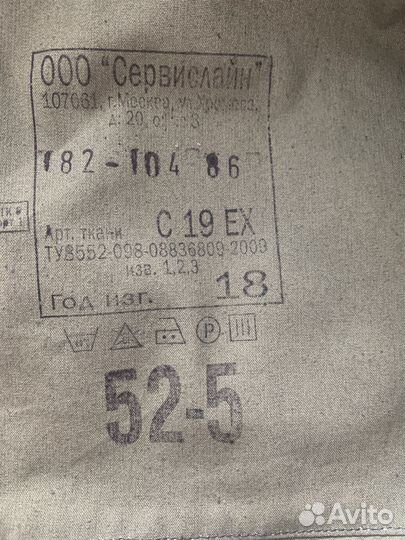 ООО "Сервислайн"
107061, г.Москва, ул.
д. 20,
182-104 86
Арт. ткани С 19 ЕХ
ТУ8552-098-08836809-2009
изв. 1,2,3
Год изг. 18
P
52-5
Avito